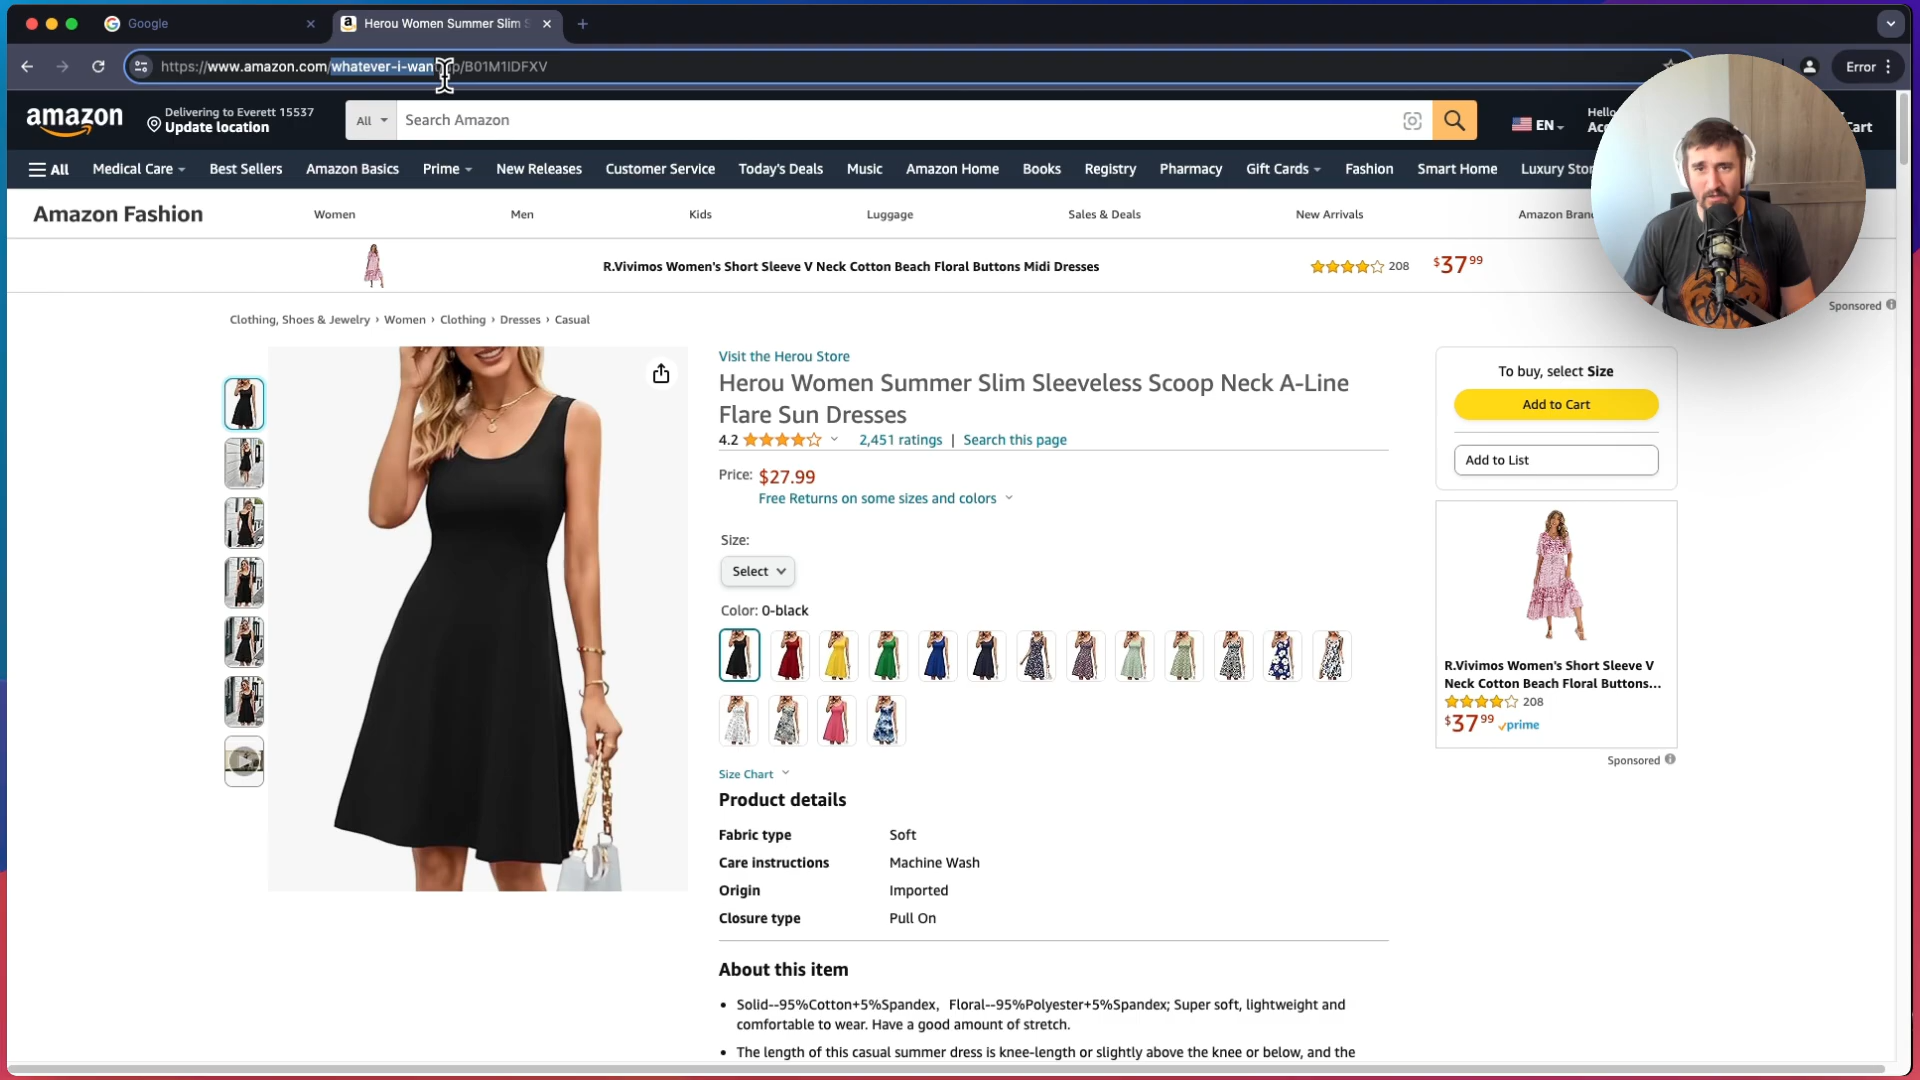 Google
Herou Women Summer Slim S
https://www.amazon.com/whatever-i-wan p/B01M1IDFXV
Error
amazon
Delivering to Everett 15537
Update location
All
Search Amazon
EN
Hello
Acc
Cart
All
Medical Care
Best Sellers
Amazon Basics
Prime
New Releases
Customer Service
Today's Deals
Music
Amazon Home
Books
Registry
Pharmacy
Gift Cards
Fashion
Smart Home
Luxury Stor
Amazon Fashion
Women
Men
Kids
Luggage
Sales & Deals
New Arrivals
Amazon Bran
R.Vivimos Women's Short Sleeve V Neck Cotton Beach Floral Buttons Midi Dresses
208
$37 99
Sponsored
Clothing, Shoes & Jewelry › Women › Clothing › Dresses › Casual
Visit the Herou Store
Herou Women Summer Slim Sleeveless Scoop Neck A-Line
Flare Sun Dresses
4.2
2,451 ratings | Search this page
Price: $27.99
Free Returns on some sizes and colors
Size:
Select
Color: 0-black
Size Chart
Product details
Fabric type Soft
Care instructions Machine Wash
Origin Imported
Closure type Pull On
About this item
• Solid--95%Cotton+5%Spandex, Floral--95%Polyester+5%Spandex; Super soft, lightweight and
comfortable to wear. Have a good amount of stretch.
• The length of this casual summer dress is knee-length or slightly above the knee or below, and the
To buy, select Size
Add to Cart
Add to List
R.Vivimos Women's Short Sleeve V
Neck Cotton Beach Floral Buttons...
208
$37 99 prime
Sponsored